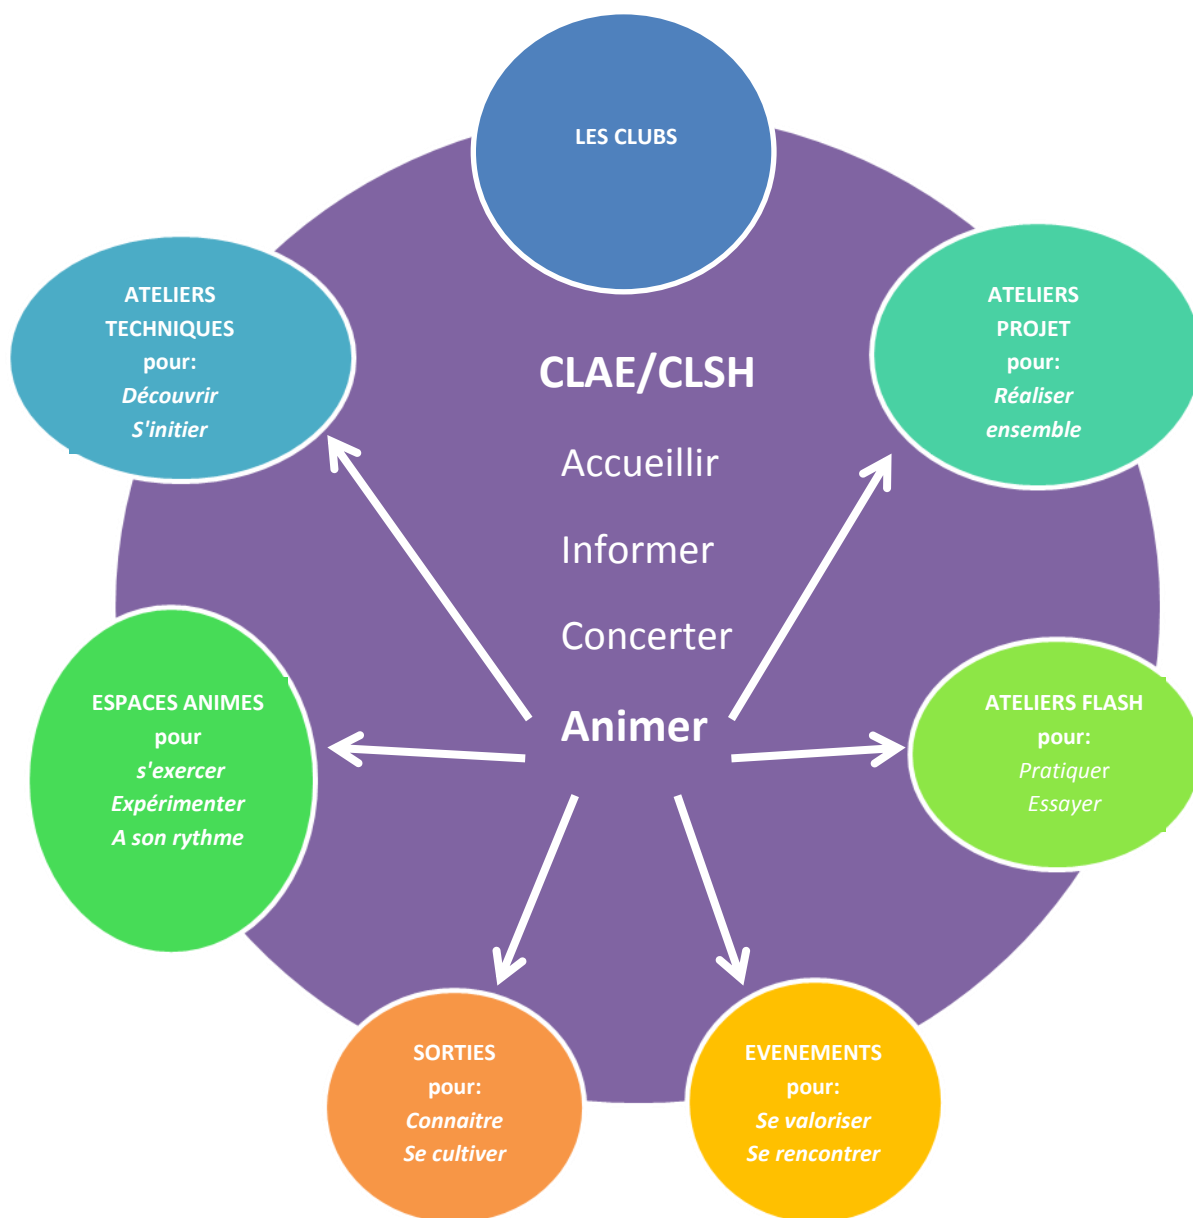 LES CLUBS
ATELIERS
TECHNIQUES
pour:
Découvrir
S'initier
ATELIERS
PROJET
pour:
Réaliser
ensemble
CLAE/CLSH
Accueillir
Informer
Concerter
Animer
ESPACES ANIMES
pour
s'exercer
Expérimenter
A son rythme
ATELIERS FLASH
pour:
Pratiquer
Essayer
SORTIES
pour:
Connaitre
Se cultiver
EVENEMENTS
pour:
Se valoriser
Se rencontrer